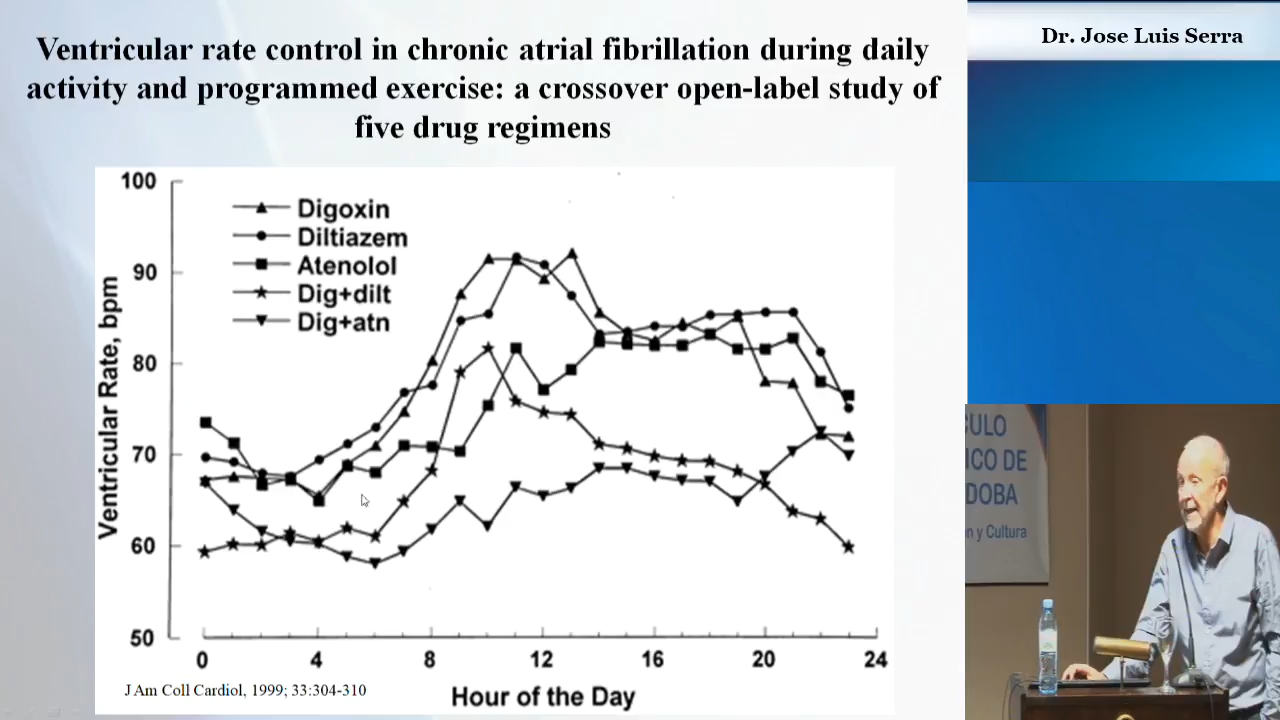 Ventricular rate control in chronic atrial fibrillation during daily
activity and programmed exercise: a crossover open-label study of
five drug regimens
Dr. Jose Luis Serra
100
90
80
70
60
50
Ventricular Rate, bpm
Digoxin
Diltiazem
Atenolol
Dig+dilt
Dig+atn
0 4 8 12 16 20 24
Hour of the Day
J Am Coll Cardiol, 1999; 33:304-310
CULO
ICO DE
DOBA
n y Cultura